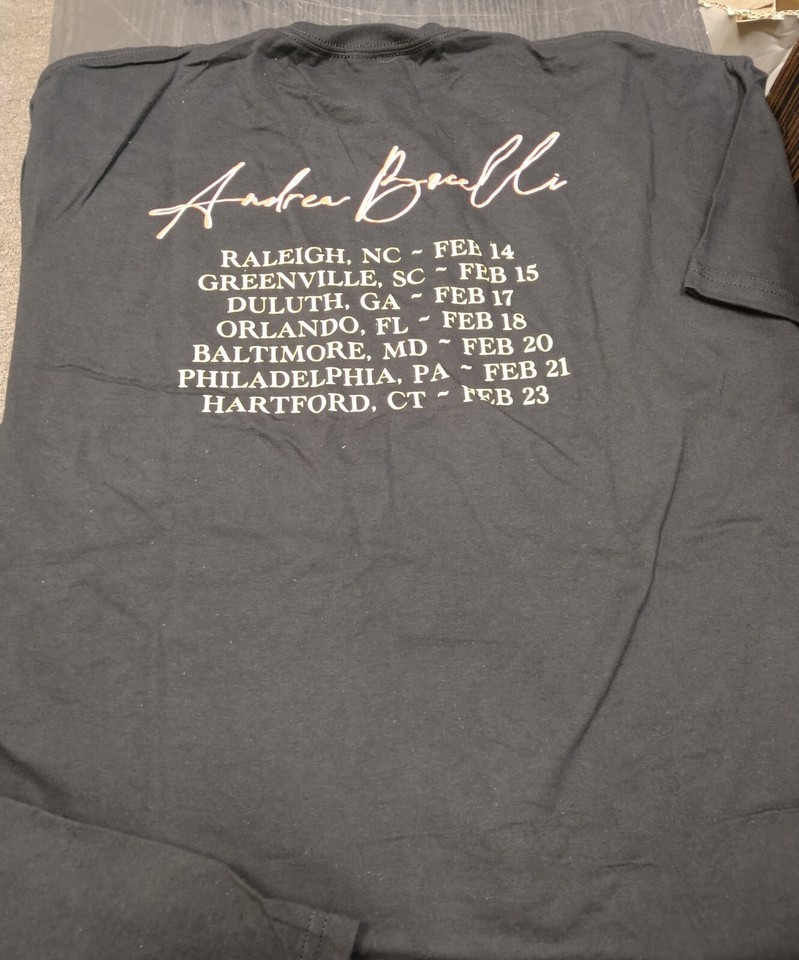 Andrea Bocelli
RALEIGH, NC ~ FEB 14
GREENVILLE, SC ~ FEB 15
DULUTH, GA ~ FEB 17
ORLANDO, FL ~ FEB 18
BALTIMORE, MD ~ FEB 20
PHILADELPHIA, PA ~ FEB 21
HARTFORD, CT ~ FEB 23